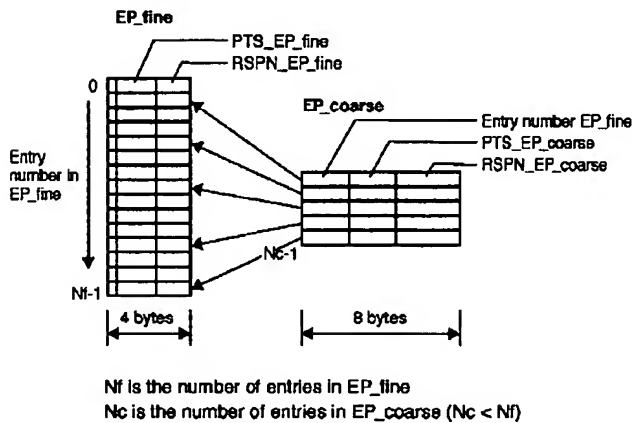 EP_fine
PTS_EP_fine
RSPN_EP_fine
0
EP_coarse
Entry number EP_fine
PTS_EP_coarse
RSPN_EP_coarse
Entry
number in
EP_fine
Nc-1
Nf-1
4 bytes
8 bytes
Nf is the number of entries in EP_fine
Nc is the number of entries in EP_coarse (Nc < Nf)